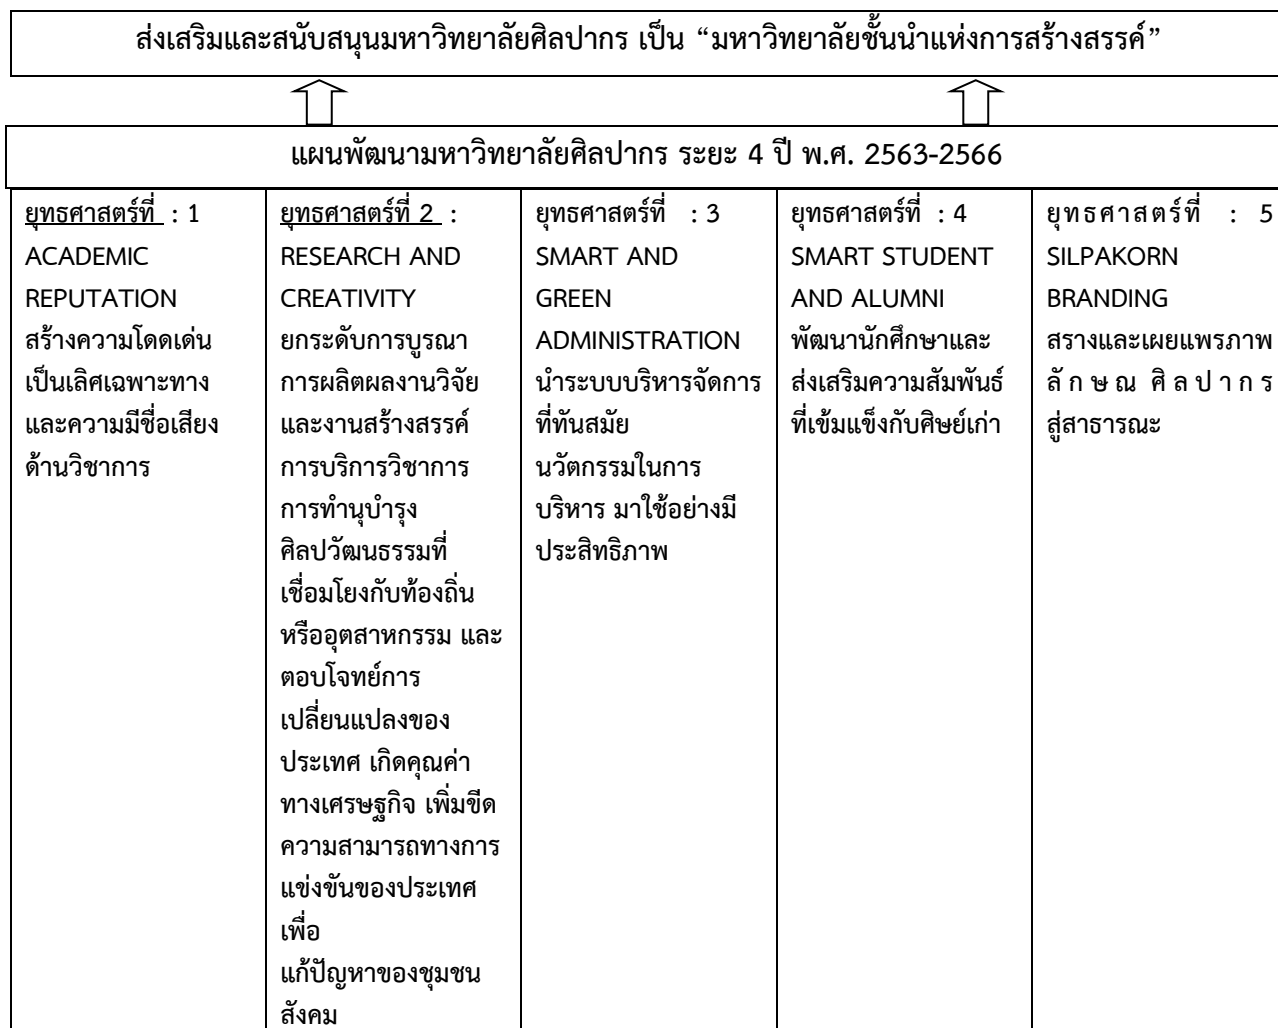 ส่งเสริมและสนับสนุนมหาวิทยาลัยศิลปากร เป็น “มหาวิทยาลัยชั้นนำแห่งการสร้างสรรค์”
แผนพัฒนามหาวิทยาลัยศิลปากร ระยะ 4 ปี พ.ศ. 2563-2566
ยุทธศาสตร์ที่ : 1
ACADEMIC
REPUTATION
สร้างความโดดเด่น
เป็นเลิศเฉพาะทาง
และความมีชื่อเสียง
ด้านวิชาการ
ยุทธศาสตร์ที่ 2 :
RESEARCH AND
CREATIVITY
ยกระดับการบูรณา
การผลิตผลงานวิจัย
และงานสร้างสรรค์
การบริการวิชาการ
การทำนุบำรุง
ศิลปวัฒนธรรมที่
เชื่อมโยงกับท้องถิ่น
หรืออุตสาหกรรม และ
ตอบโจทย์การ
เปลี่ยนแปลงของ
ประเทศ เกิดคุณค่า
ทางเศรษฐกิจ เพิ่มขีด
ความสามารถทางการ
แข่งขันของประเทศ
เพื่อ
แก้ปัญหาของชุมชน
สังคม
ยุทธศาสตร์ที่ : 3
SMART AND
GREEN
ADMINISTRATION
นำระบบบริหารจัดการ
ที่ทันสมัย
นวัตกรรมในการ
บริหาร มาใช้อย่างมี
ประสิทธิภาพ
ยุทธศาสตร์ที่ : 4
SMART STUDENT
AND ALUMNI
พัฒนานักศึกษาและ
ส่งเสริมความสัมพันธ์
ที่เข้มแข็งกับศิษย์เก่า
ยุทธศาสตร์ที่ : 5
SILPAKORN
BRANDING
สรางและเผยแพรภาพ
ลักษณ ศิลปากร
สู่สาธารณะ